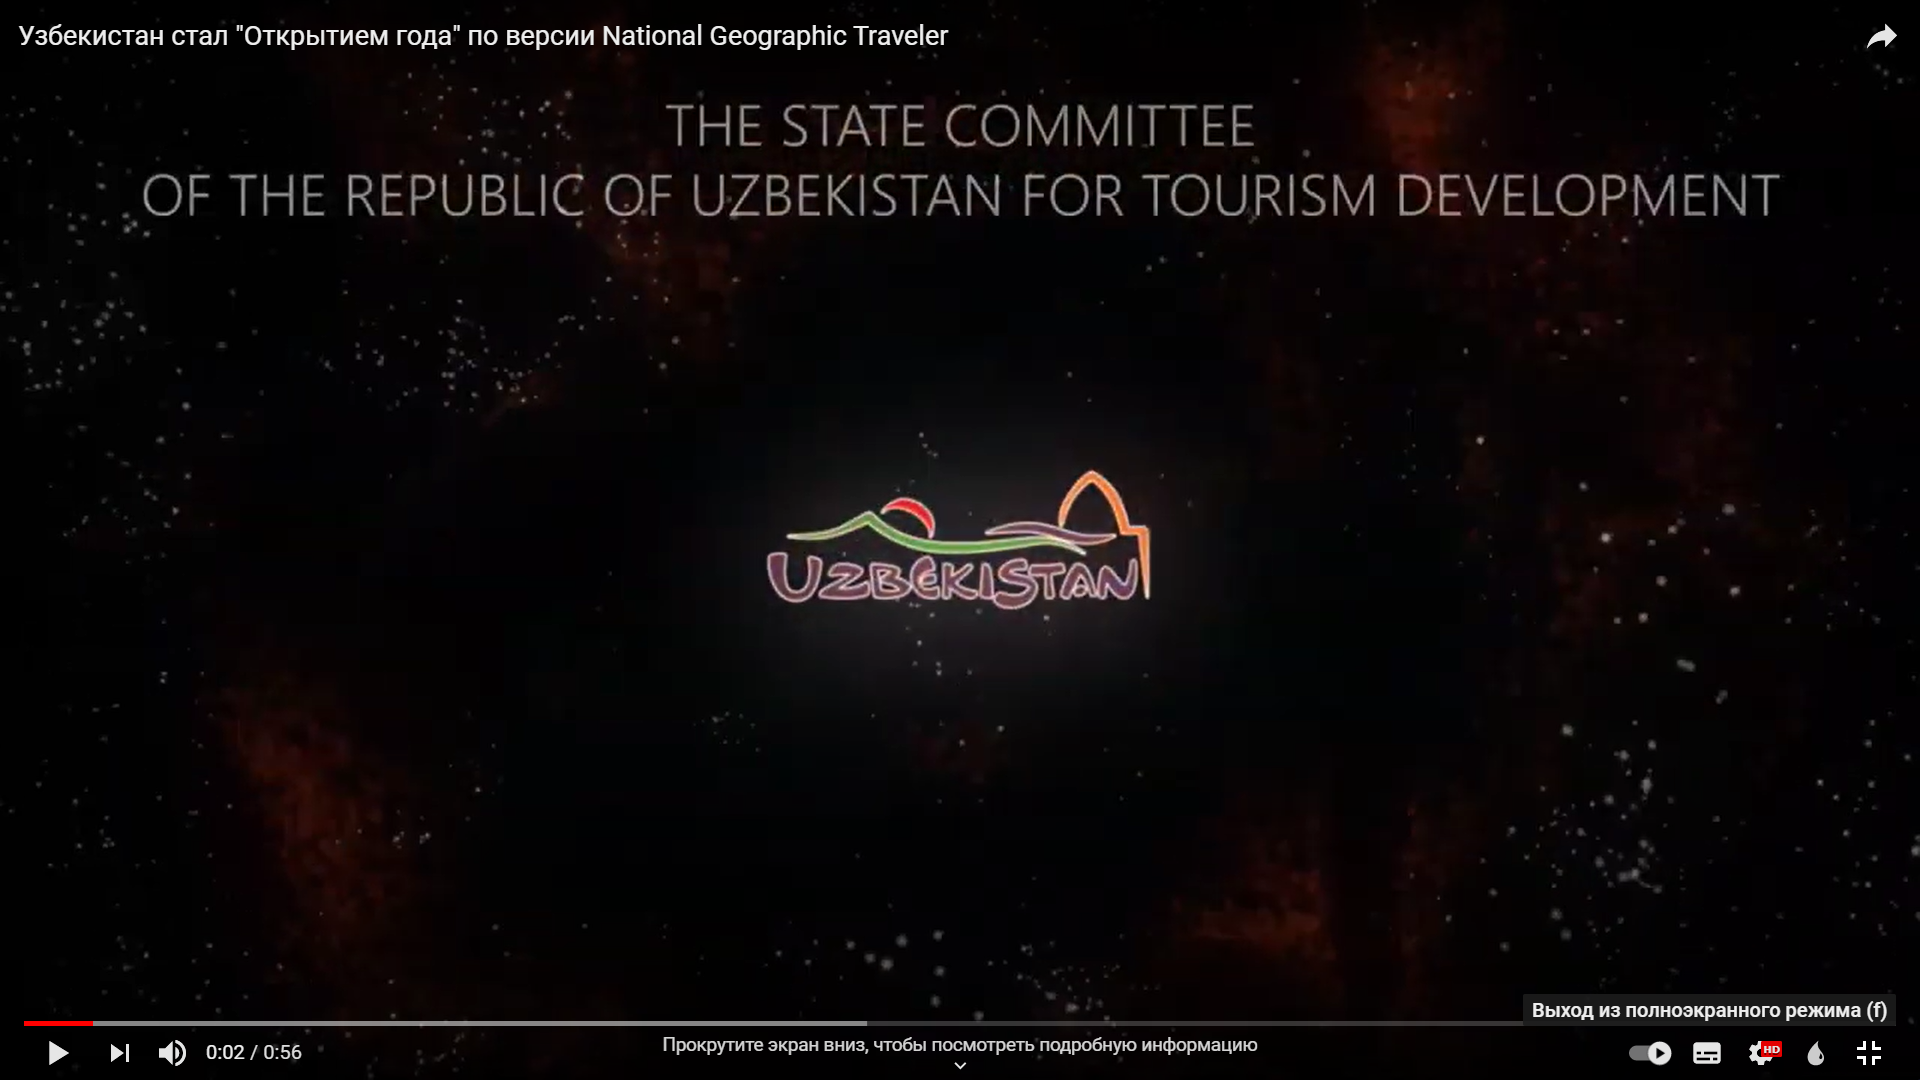 Узбекистан стал "Открытием года" по версии National Geographic Traveler
THE STATE COMMITTEE
OF THE REPUBLIC OF UZBEKISTAN FOR TOURISM DEVELOPMENT
UZBEKISTAN
Выход из полноэкранного режима (f)
0:02 / 0:56
Прокрутите экран вниз, чтобы посмотреть подробную информацию
HD